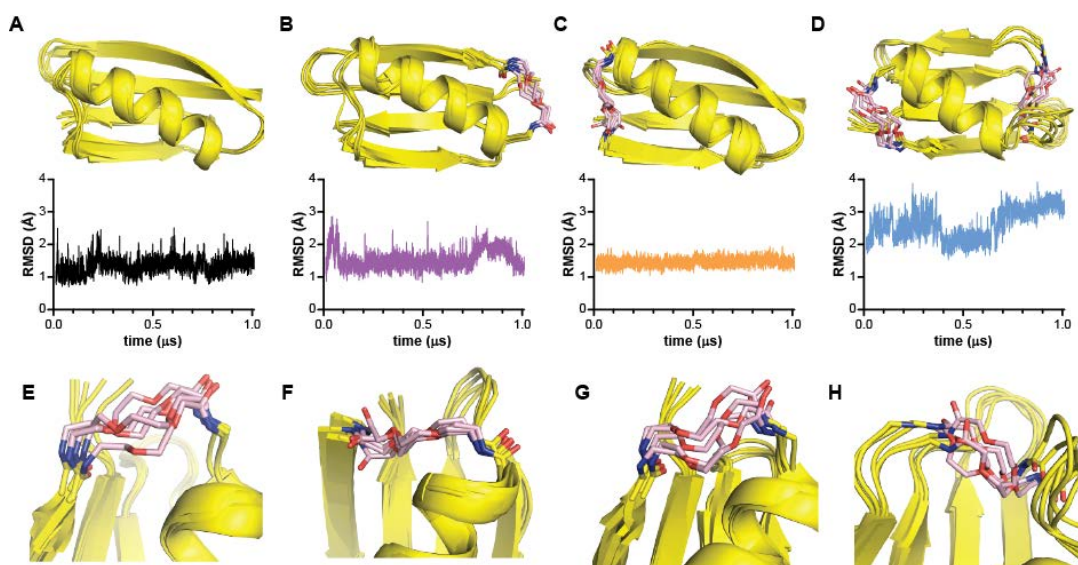 A B C D
4 4 4 4
3 3 3 3
2 2 2 2
1 1 1 1
0 0 0 0
RMSD (Å) RMSD (Å) RMSD (Å) RMSD (Å)
0.0 0.5 1.0 0.0 0.5 1.0 0.0 0.5 1.0 0.0 0.5 1.0
time (μs) time (μs) time (μs) time (μs)
E F G H